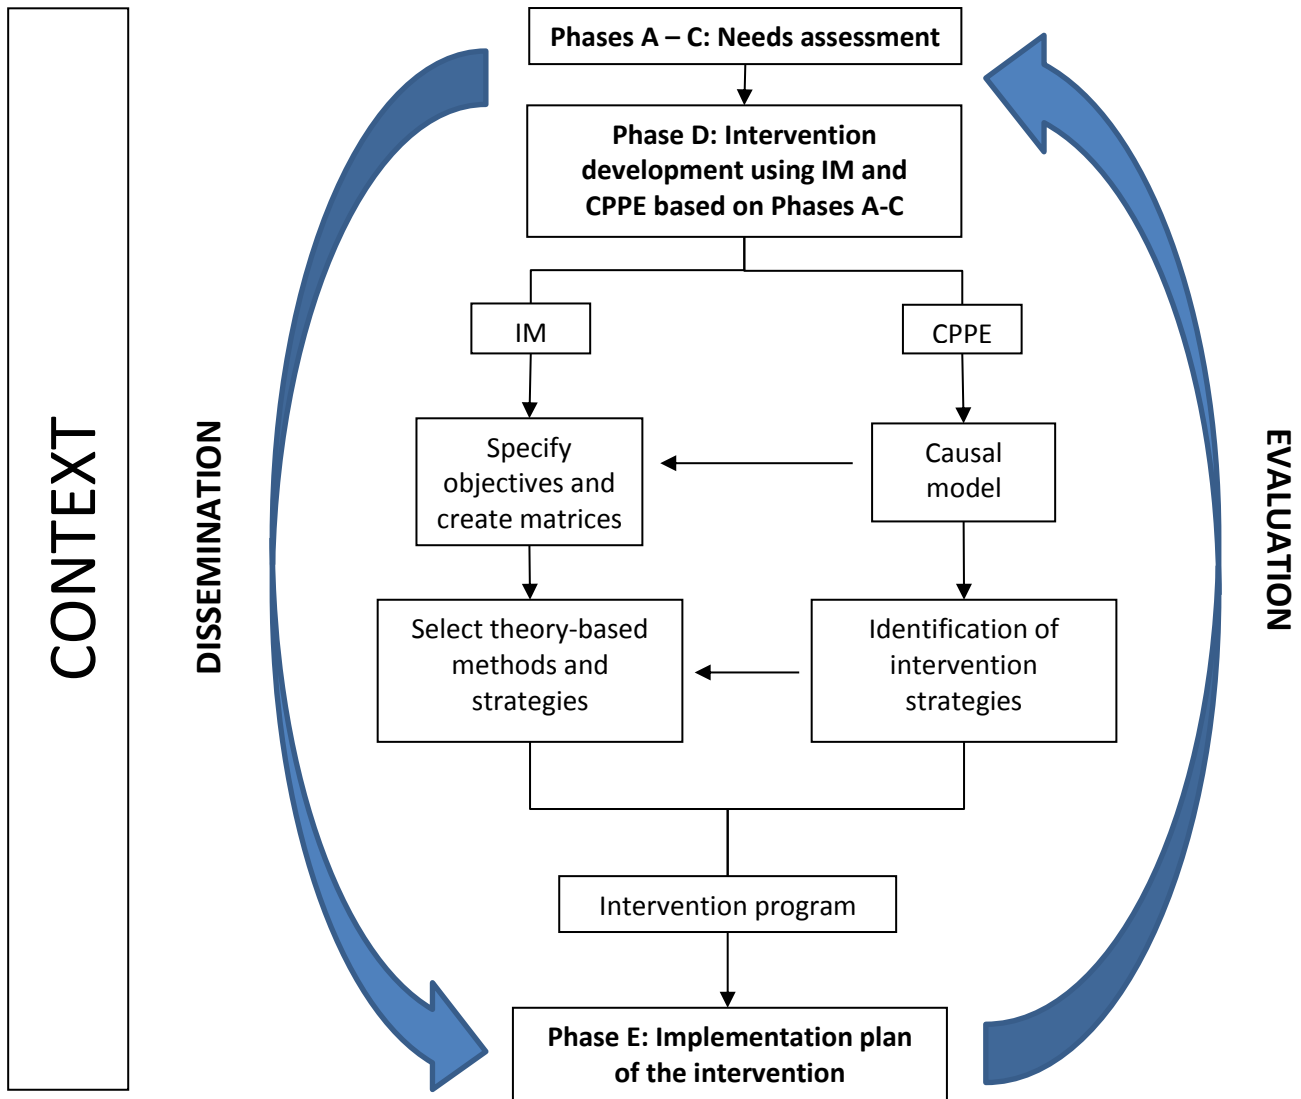 Phases A – C: Needs assessment
Phase D: Intervention
development using IM and
CPPE based on Phases A-C
IM
CPPE
Specify
objectives and
create matrices
Causal
model
Select theory-based
methods and
strategies
Identification of
intervention
strategies
Intervention program
Phase E: Implementation plan
of the intervention
CONTEXT
DISSEMINATION
EVALUATION